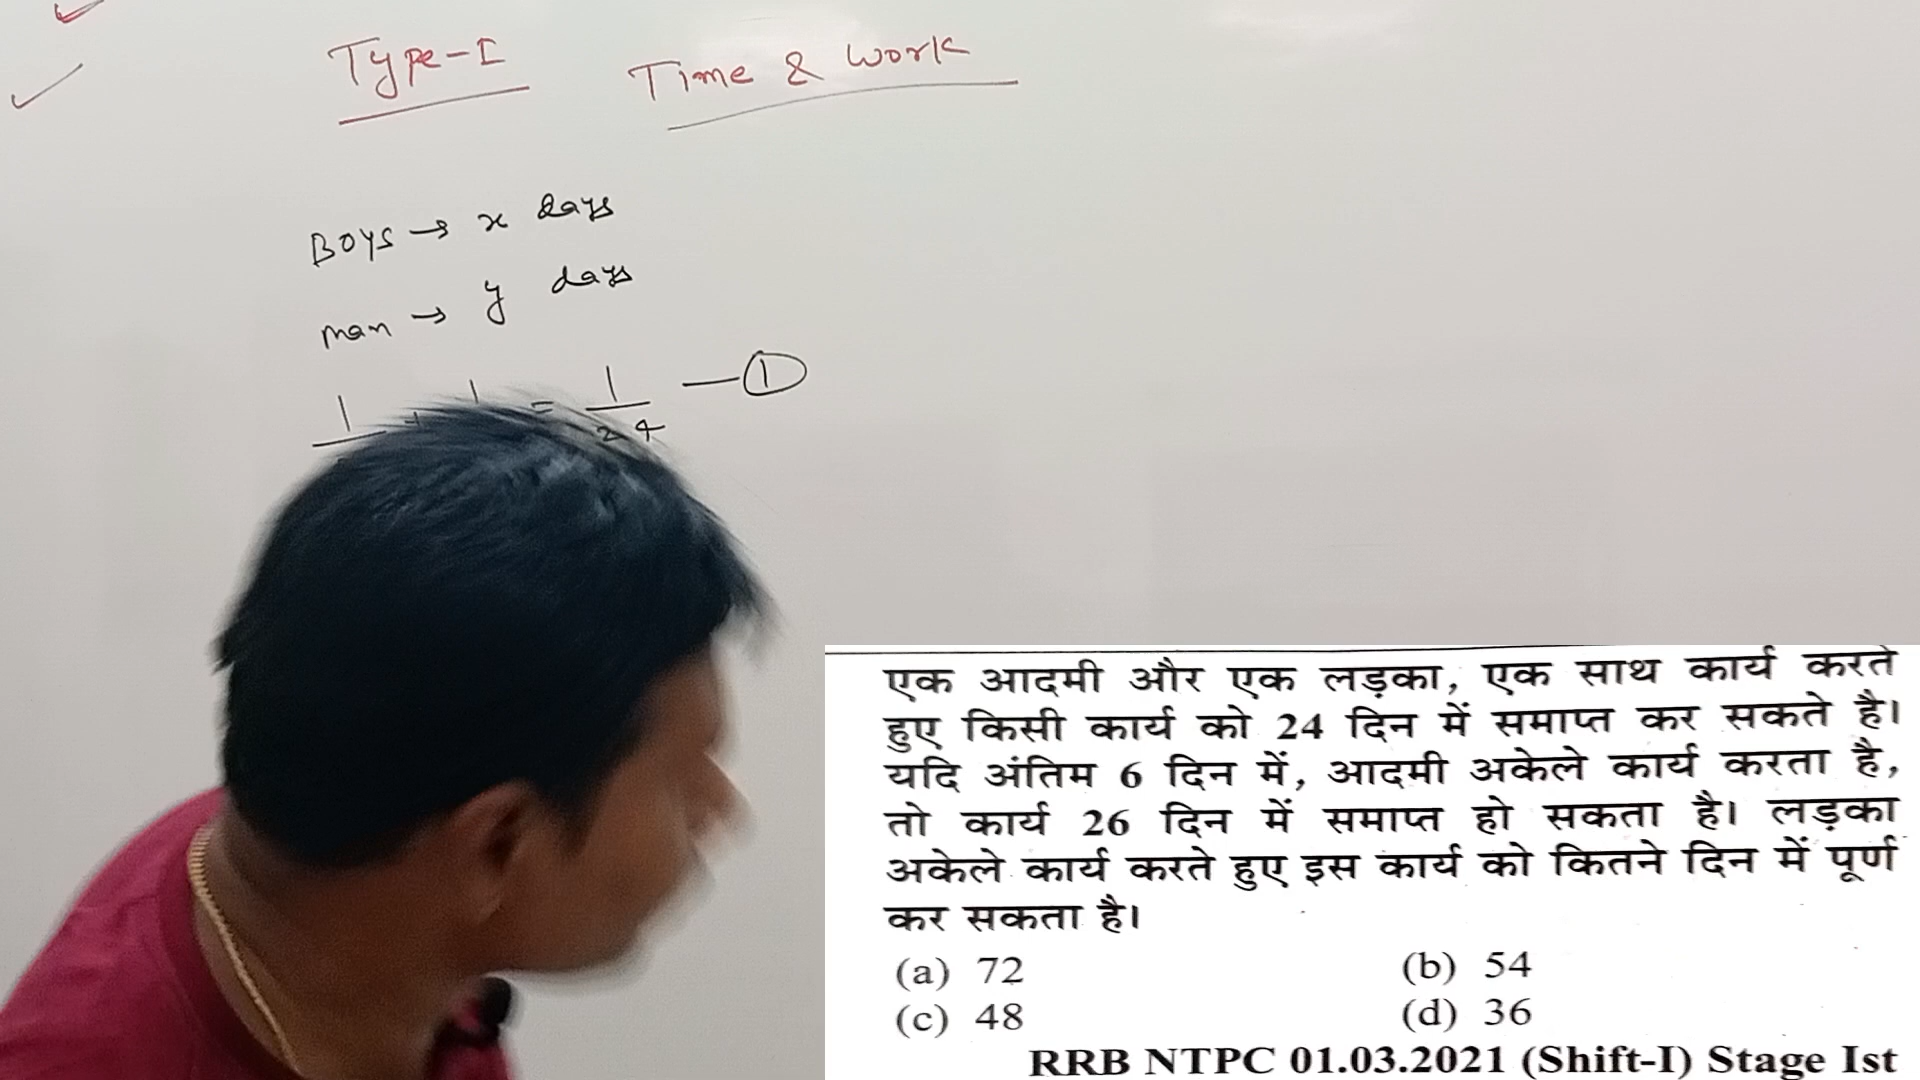 Type-I Time & Work
Boys → x days
man → y days
1 + 1 = 1/24 —①
एक आदमी और एक लड़का, एक साथ कार्य करते
हुए किसी कार्य को 24 दिन में समाप्त कर सकते है।
यदि अंतिम 6 दिन में, आदमी अकेले कार्य करता है,
तो कार्य 26 दिन में समाप्त हो सकता है। लड़का
अकेले कार्य करते हुए इस कार्य को कितने दिन में पूर्ण
कर सकता है।
(a) 72 (b) 54
(c) 48 (d) 36
RRB NTPC 01.03.2021 (Shift-I) Stage Ist